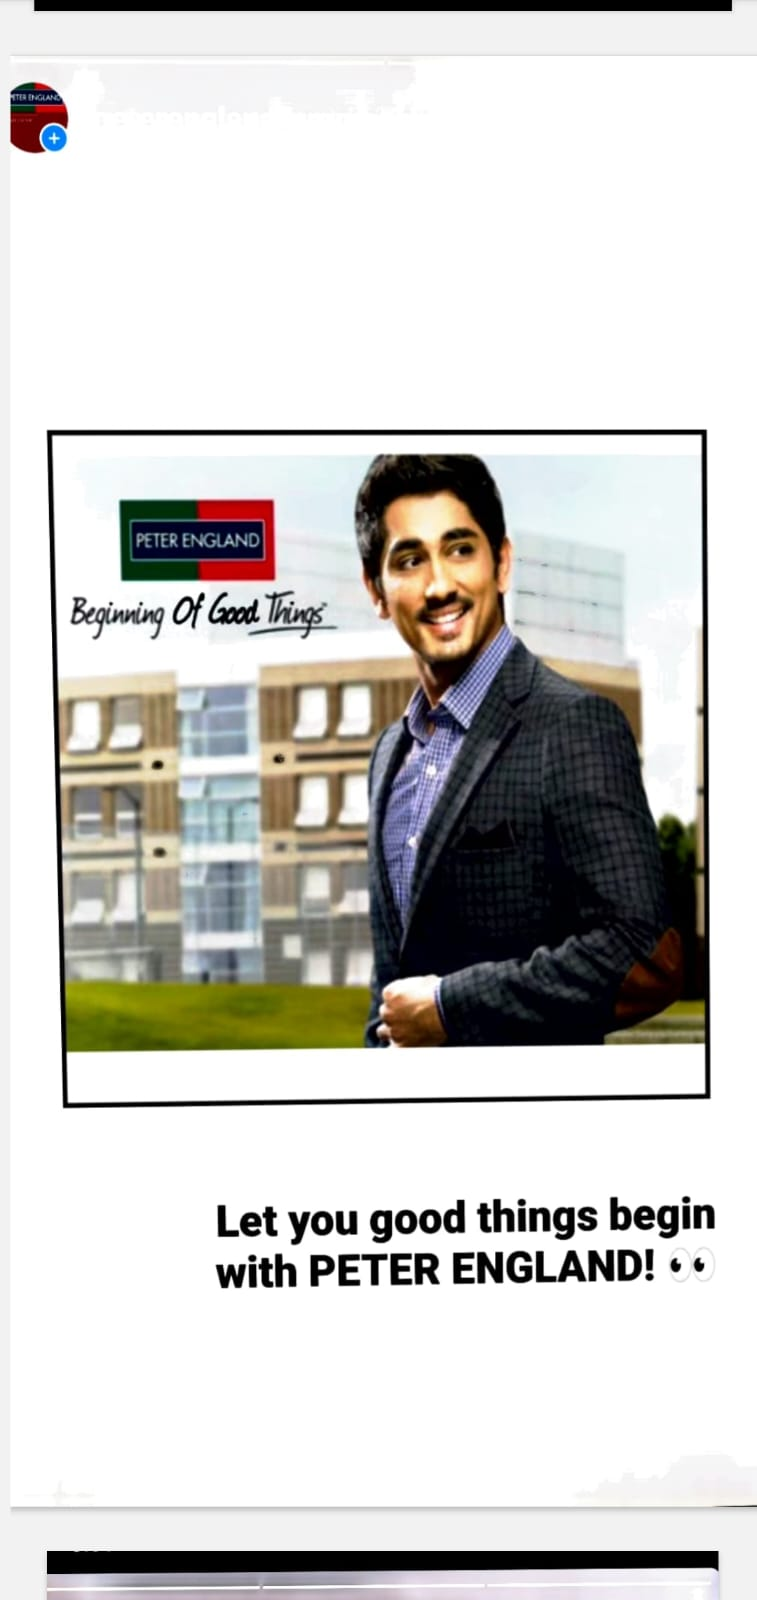 PETER ENGLAND
PETER ENGLAND
Beginning Of Good Things
Let you good things begin
with PETER ENGLAND! 👀